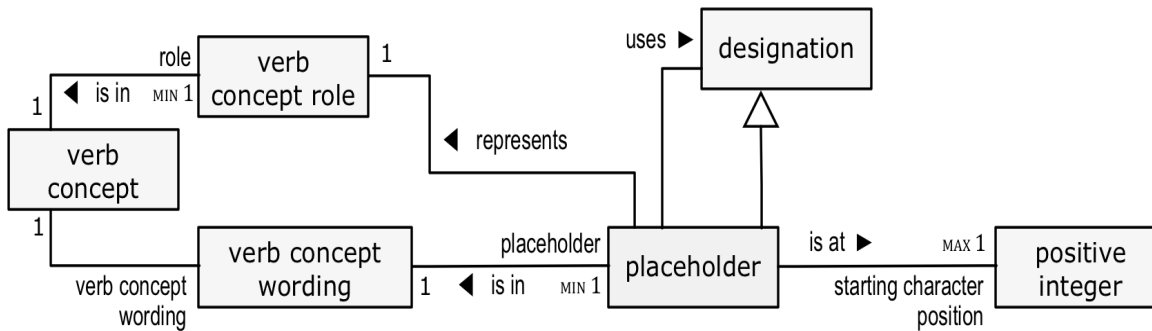 uses ►
designation
role
verb
concept role
1
◄ is in
MIN 1
1
◄ represents
verb
concept
1
verb concept
wording
placeholder
placeholder
is at ►
MAX 1
positive
integer
verb concept
wording
1
◄ is in
MIN 1
starting character
position